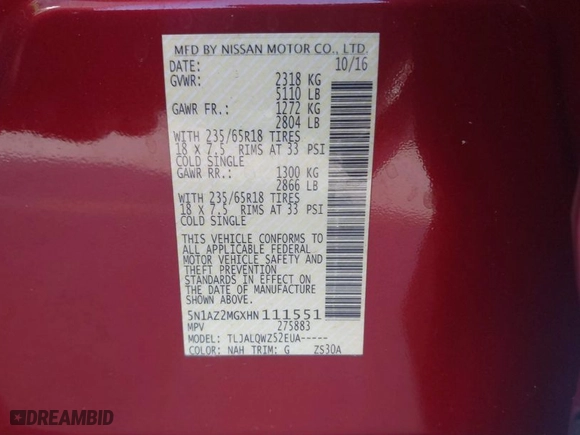 MFD BY NISSAN MOTOR CO., LTD.
DATE: 10/16
GVWR: 2318 KG
5110 LB
GAWR FR.: 1272 KG
2804 LB
WITH 235/65R18 TIRES
18 X 7.5 RIMS AT 33 PSI
COLD SINGLE
GAWR RR.: 1300 KG
2866 LB
WITH 235/65R18 TIRES
18 X 7.5 RIMS AT 33 PSI
COLD SINGLE
THIS VEHICLE CONFORMS TO
ALL APPLICABLE FEDERAL
MOTOR VEHICLE SAFETY AND
THEFT PREVENTION
STANDARDS IN EFFECT ON
THE DATE OF MANUFACTURE
SHOWN ABOVE.
5N1AZ2MGXHN111551
MPV 275883
MODEL: TLJALQWZ52EUA-----
COLOR: NAH TRIM: G ZS30A
DREAMBID